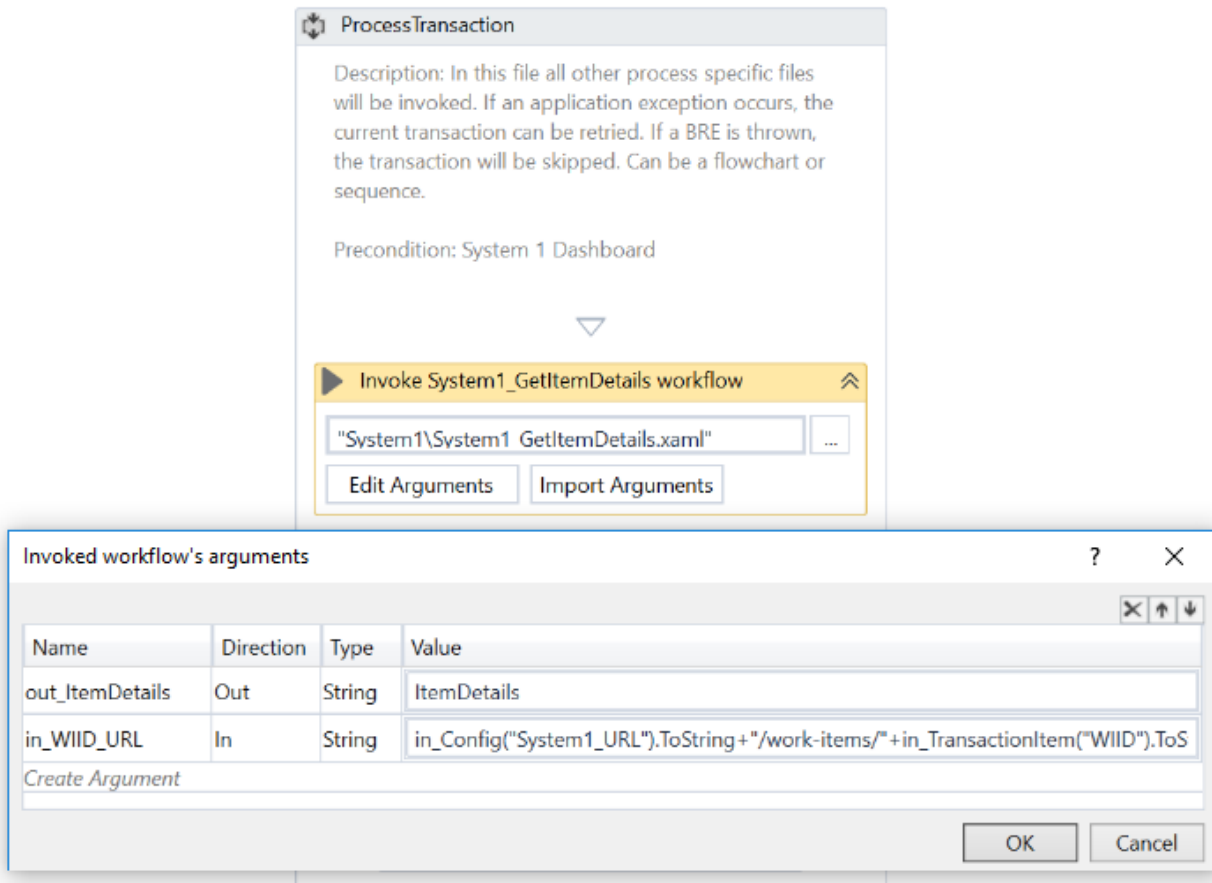 ProcessTransaction
Description: In this file all other process specific files
will be invoked. If an application exception occurs, the
current transaction can be retried. If a BRE is thrown,
the transaction will be skipped. Can be a flowchart or
sequence.
Precondition: System 1 Dashboard
Invoke System1_GetItemDetails workflow
"System1\System1_GetItemDetails.xaml"
...
Edit Arguments
Import Arguments
Invoked workflow's arguments
?
Name Direction Type Value
out_ItemDetails Out String ItemDetails
in_WIID_URL In String in_Config("System1_URL").ToString+"/work-items/"+in_TransactionItem("WIID").ToS
Create Argument
OK Cancel